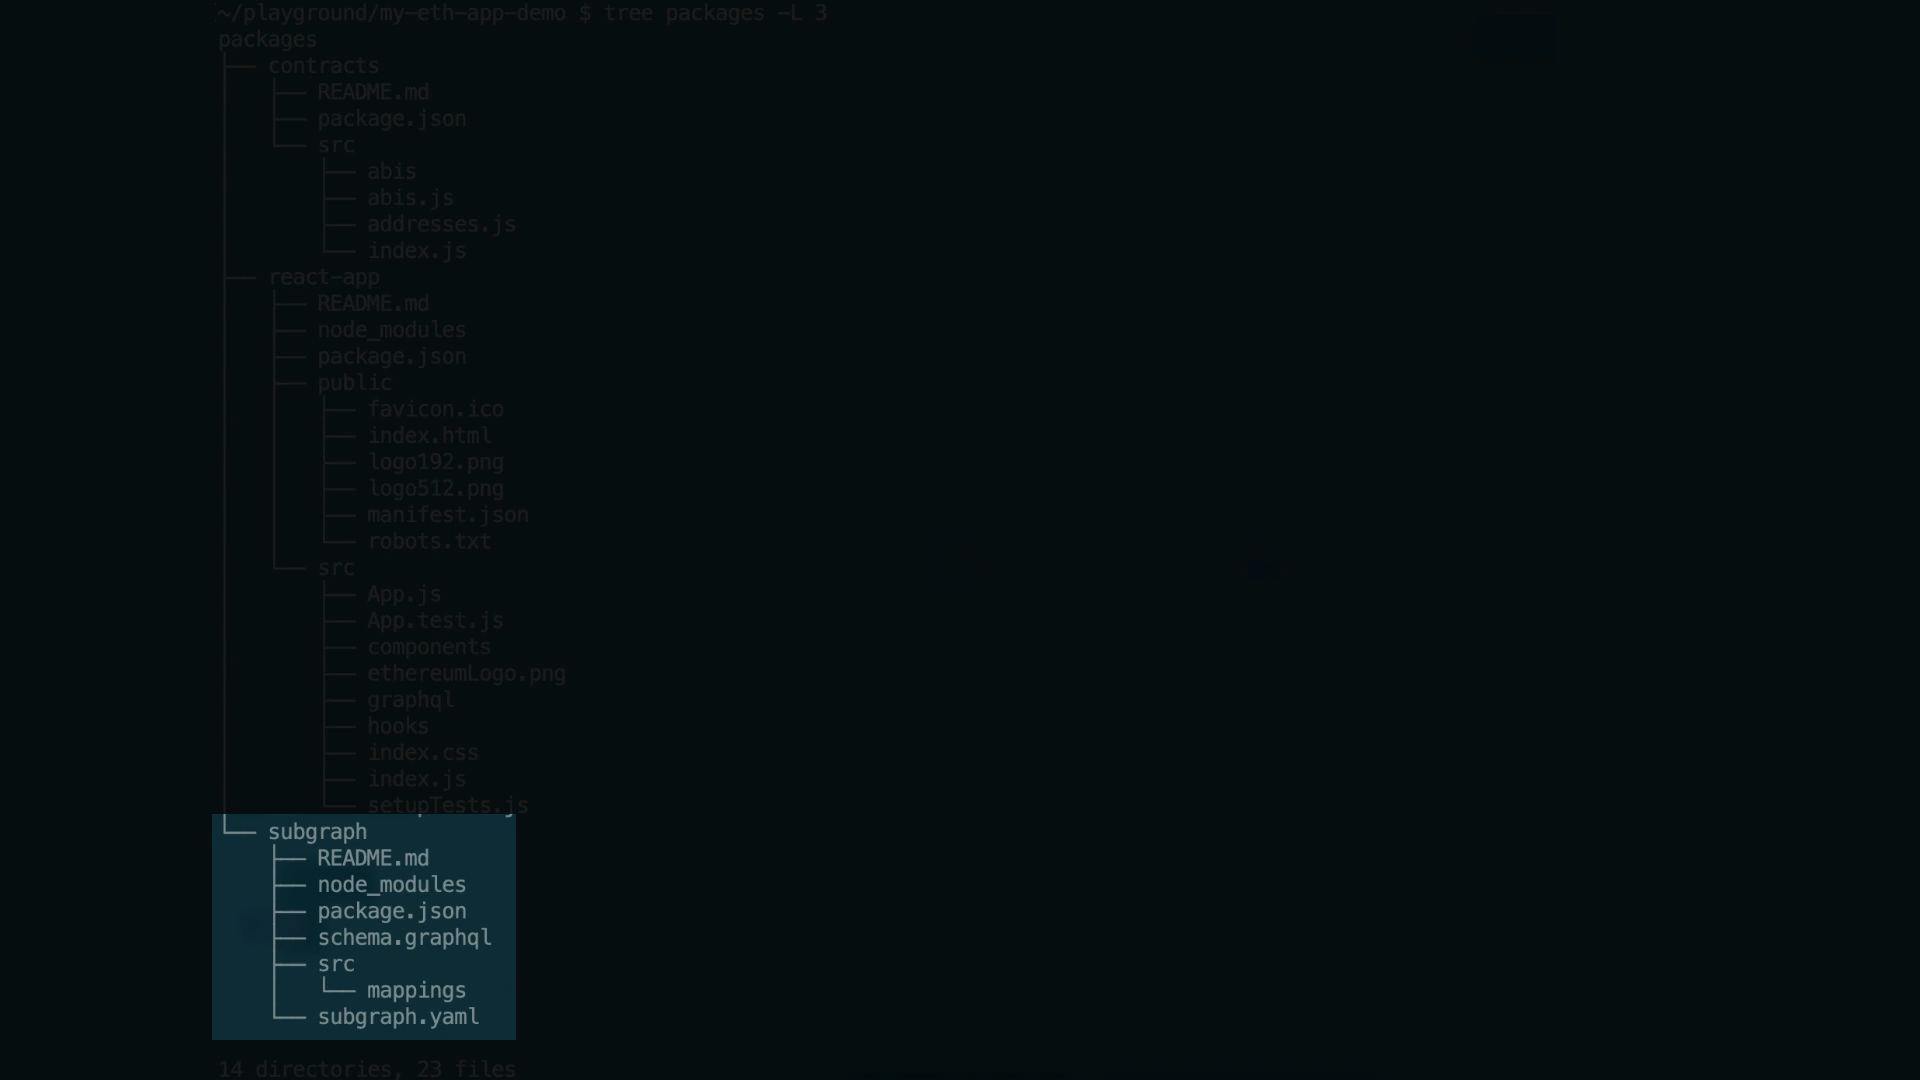 ~/playground/my-eth-app-demo $ tree packages -L 3
packages
├── contracts
│   ├── README.md
│   ├── package.json
│   └── src
│       ├── abis
│       ├── abis.js
│       ├── addresses.js
│       └── index.js
├── react-app
│   ├── README.md
│   ├── node_modules
│   ├── package.json
│   ├── public
│   │   ├── favicon.ico
│   │   ├── index.html
│   │   ├── logo192.png
│   │   ├── logo512.png
│   │   ├── manifest.json
│   │   └── robots.txt
│   └── src
│       ├── App.js
│       ├── App.test.js
│       ├── components
│       ├── ethereumLogo.png
│       ├── graphql
│       ├── hooks
│       ├── index.css
│       ├── index.js
│       └── setupTests.js
└── subgraph
    ├── README.md
    ├── node_modules
    ├── package.json
    ├── schema.graphql
    ├── src
    │   └── mappings
    └── subgraph.yaml
14 directories, 23 files